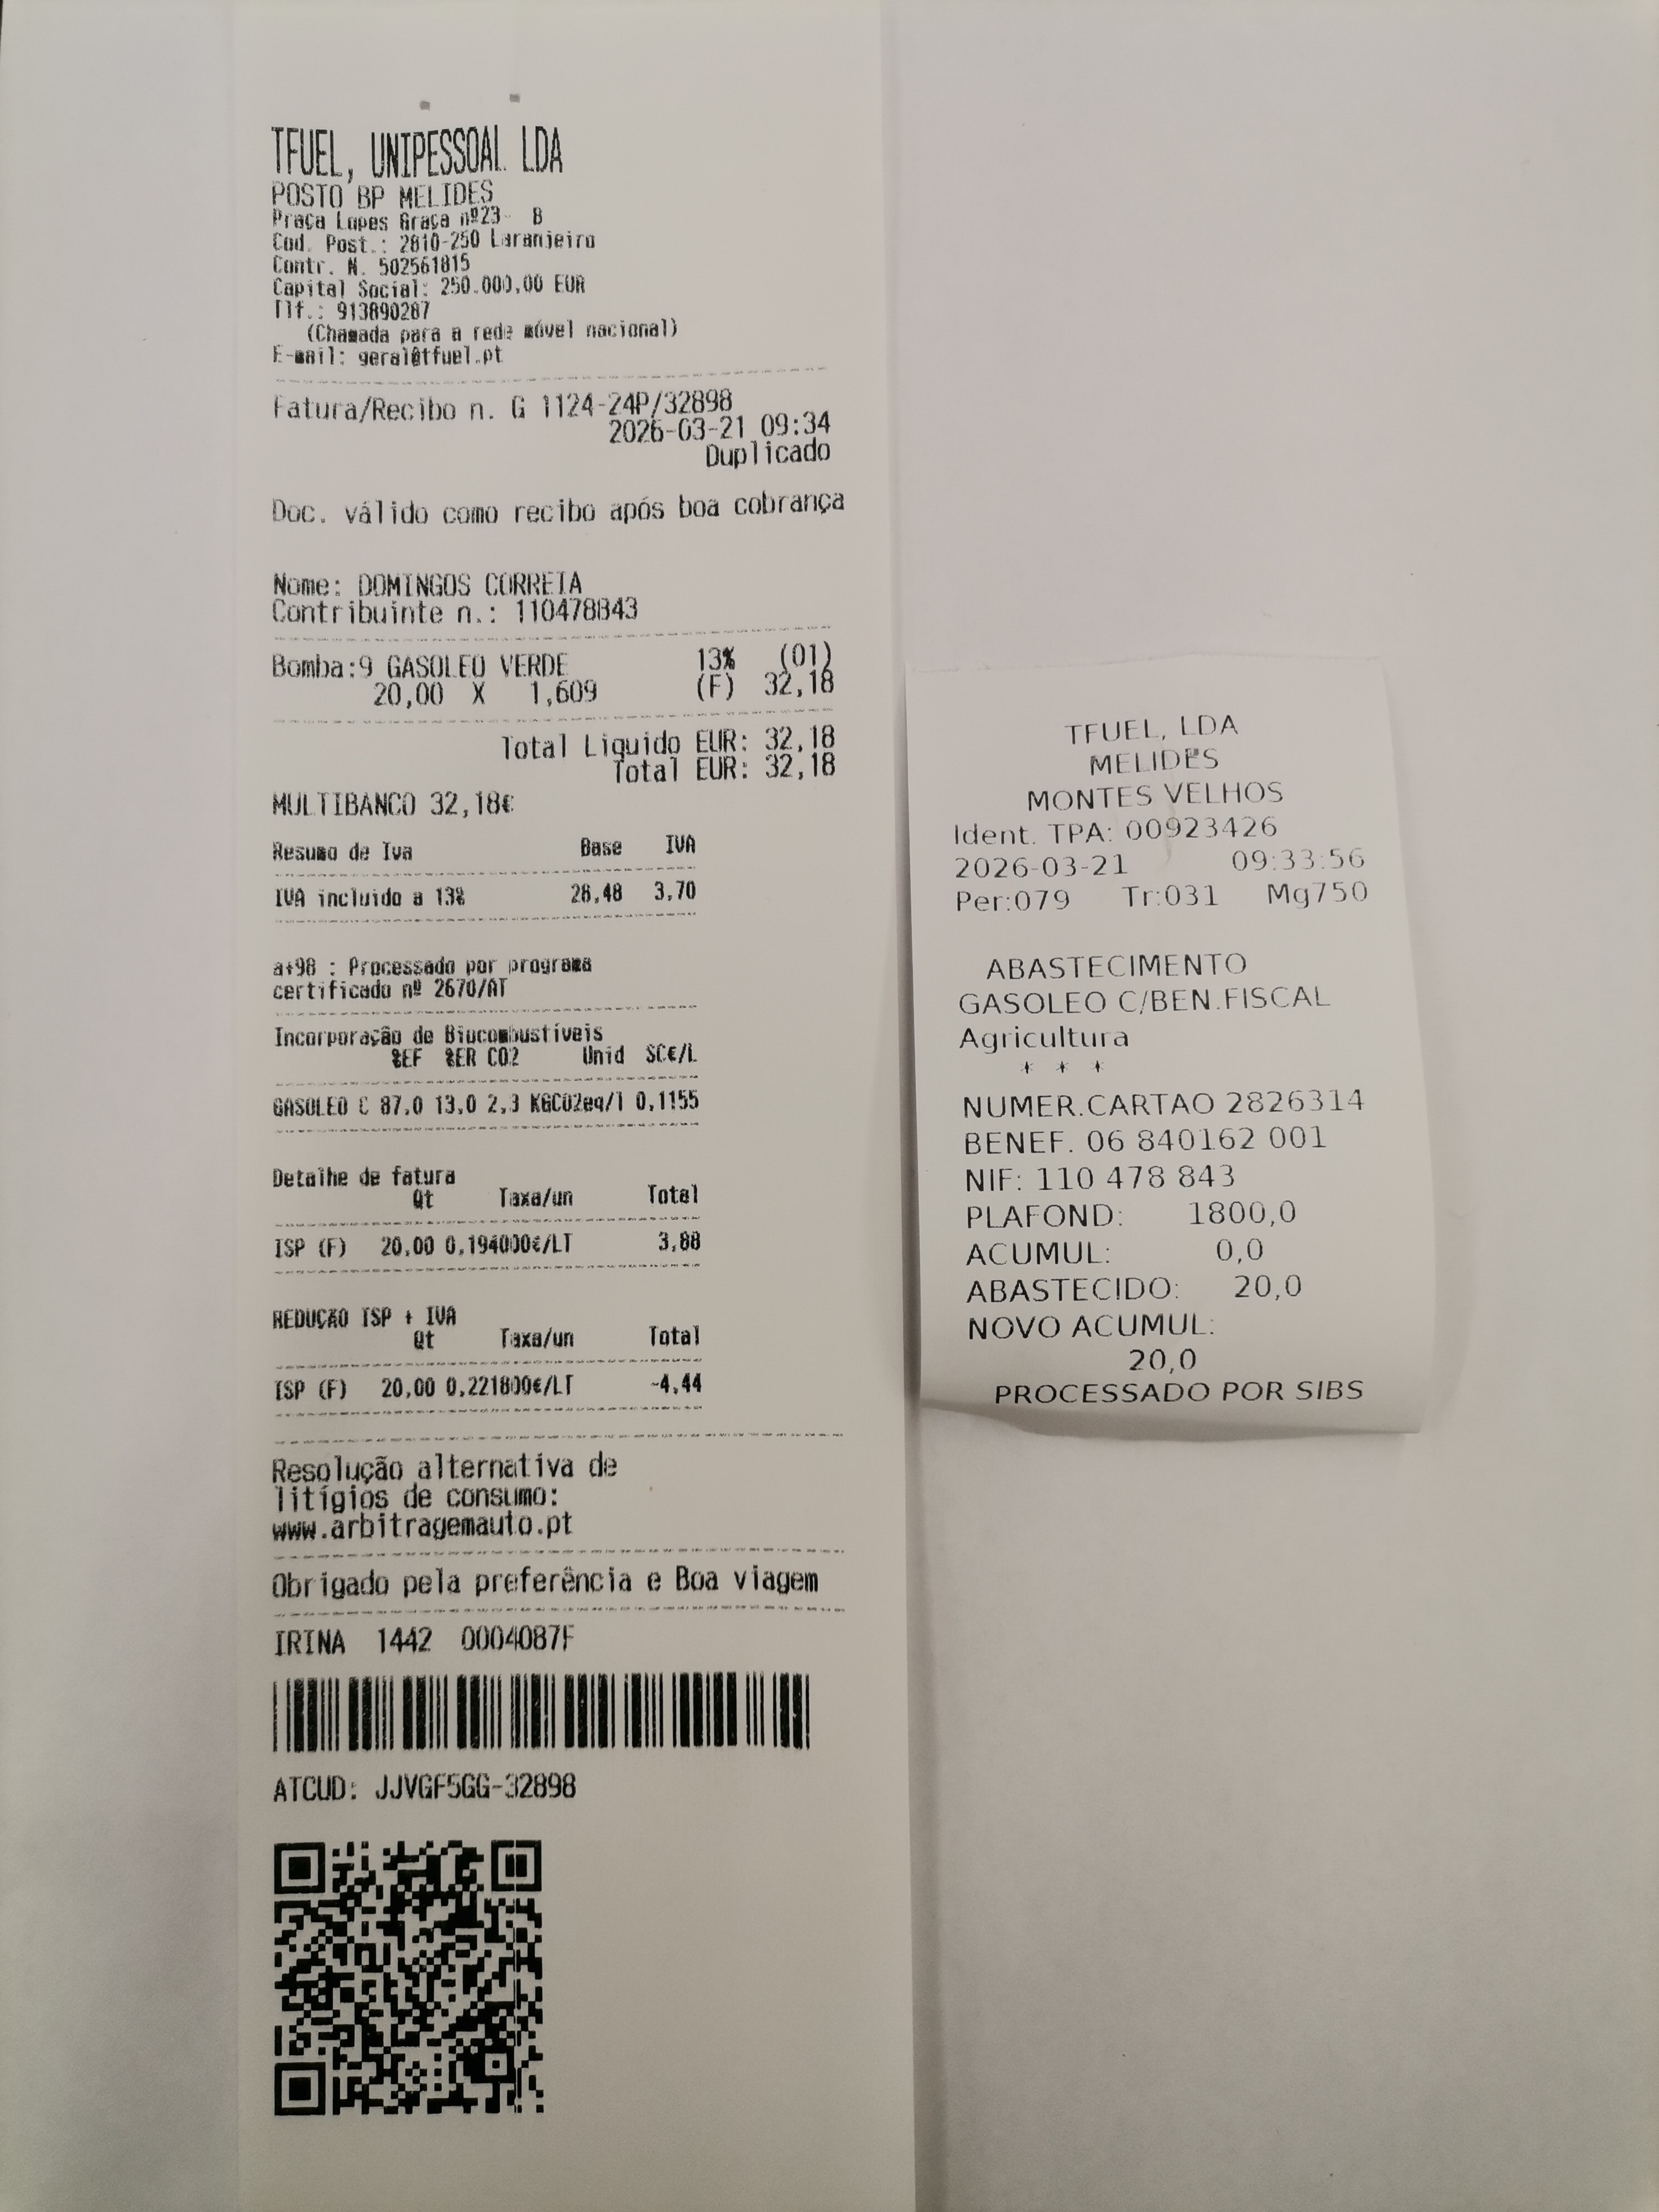 TFUEL, UNIPESSOAL LDA
POSTO BP MELIDES
Praça Lopes Graça nº23- B
Cod. Post.: 2810-250 Laranjeiro
Contr. N. 502561815
Capital Social: 250.000,00 EUR
Tlf.: 913890287
(Chamada para a rede móvel nacional)
E-mail: geral@tfuel.pt
Fatura/Recibo n. G 1124-24P/32898
2026-03-21 09:34
Duplicado
Doc. válido como recibo após boa cobrança
Nome: DOMINGOS CORREIA
Contribuinte n.: 110478843
Bomba:9 GASOLEO VERDE 13% (01)
20,00 X 1,609 (F) 32,18
Total Liquido EUR: 32,18
Total EUR: 32,18
MULTIBANCO 32,18€
Resumo de Iva Base IVA
IVA incluido a 13% 28,48 3,70
a+98 : Processado por programa
certificado nº 2670/AT
Incorporação de Biocombustíveis
%EF %ER CO2 Unid SC€/L
GASOLEO C 87,0 13,0 2,3 KGCO2eq/l 0,1155
Detalhe de fatura
Qt Taxa/un Total
ISP (F) 20,00 0,194000€/LT 3,88
REDUÇÃO ISP + IVA
Qt Taxa/un Total
ISP (F) 20,00 0,221800€/LT -4,44
Resolução alternativa de
litígios de consumo:
www.arbitragemauto.pt
Obrigado pela preferência e Boa viagem
IRINA 1442 0004087F
ATCUD: JJVGF5GG-32898
TFUEL, LDA
MELIDES
MONTES VELHOS
Ident. TPA: 00923426
2026-03-21 09:33:56
Per:079 Tr:031 Mg750
ABASTECIMENTO
GASOLEO C/BEN.FISCAL
Agricultura
* * *
NUMER.CARTAO 2826314
BENEF. 06 840162 001
NIF: 110 478 843
PLAFOND: 1800,0
ACUMUL: 0,0
ABASTECIDO: 20,0
NOVO ACUMUL:
20,0
PROCESSADO POR SIBS